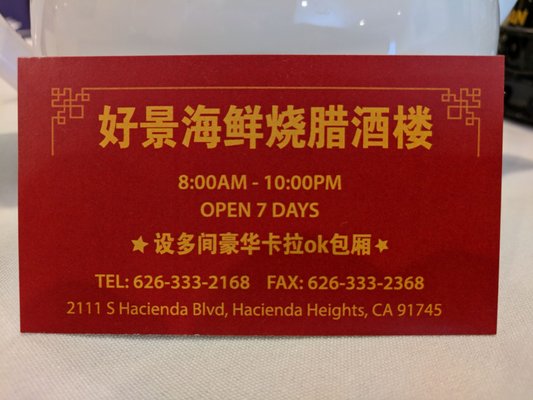 好景海鲜烧腊酒楼
8:00AM - 10:00PM
OPEN 7 DAYS
★设多间豪华卡拉ok包厢★
TEL: 626-333-2168 FAX: 626-333-2368
2111 S Hacienda Blvd, Hacienda Heights, CA 91745